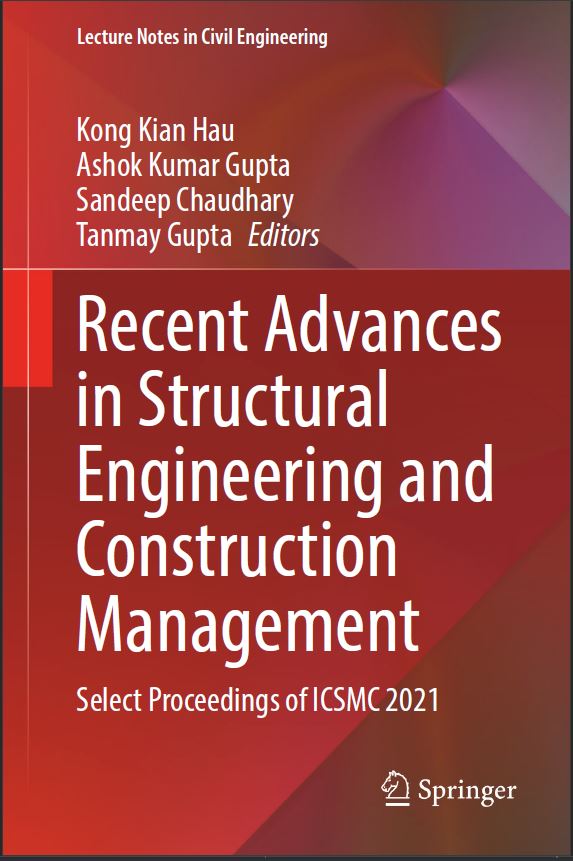 Lecture Notes in Civil Engineering
Kong Kian Hau
Ashok Kumar Gupta
Sandeep Chaudhary
Tanmay Gupta Editors
Recent Advances
in Structural
Engineering and
Construction
Management
Select Proceedings of ICSMC 2021
Springer